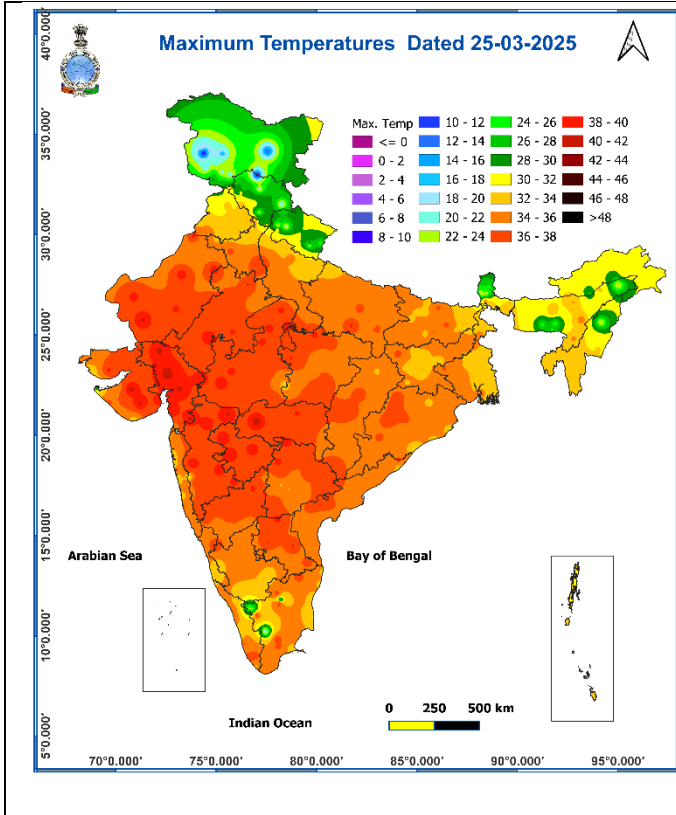 Maximum Temperatures Dated 25-03-2025
Max. Temp
<= 0
0 - 2
2 - 4
4 - 6
6 - 8
8 - 10
10 - 12
12 - 14
14 - 16
16 - 18
18 - 20
20 - 22
22 - 24
24 - 26
26 - 28
28 - 30
30 - 32
32 - 34
34 - 36
36 - 38
38 - 40
40 - 42
42 - 44
44 - 46
46 - 48
>48
40°0.000'
35°0.000'
30°0.000'
25°0.000'
20°0.000'
15°0.000'
10°0.000'
5°0.000'
Arabian Sea
Bay of Bengal
Indian Ocean
0 250 500 km
70°0.000' 75°0.000' 80°0.000' 85°0.000' 90°0.000' 95°0.000'